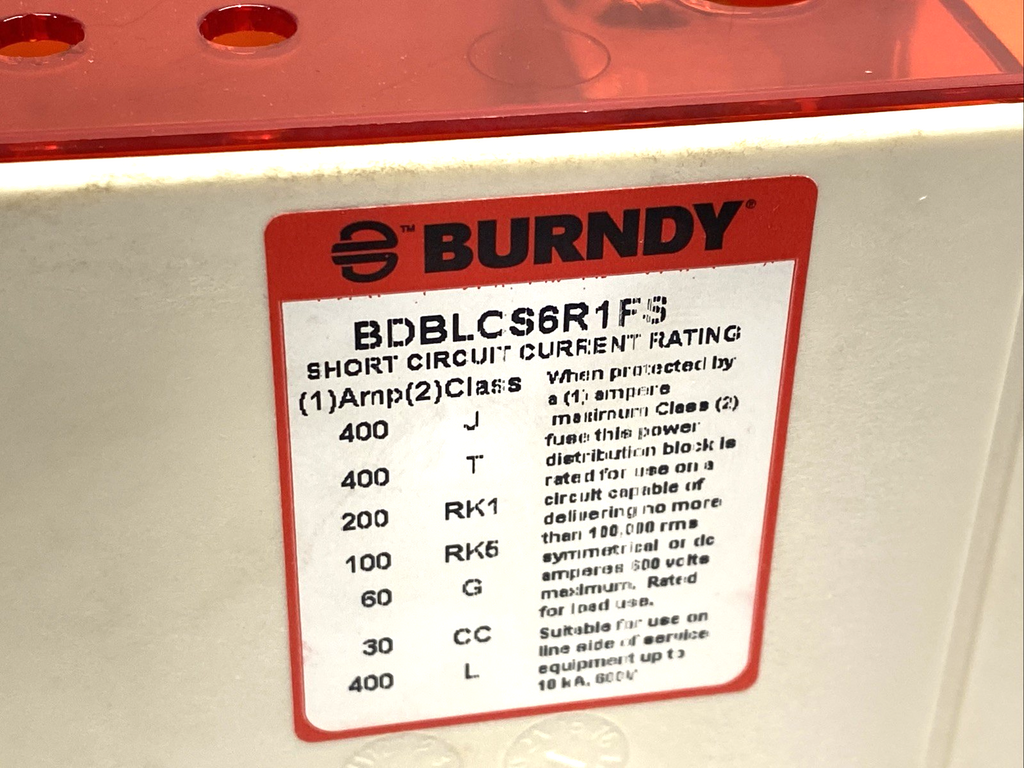 ™ BURNDY®
BDBLCS6R1FS
SHORT CIRCUIT CURRENT RATING
(1)Amp(2)Class
400 J
400 T
200 RK1
100 RK5
60 G
30 CC
400 L
When protected by
a (1) ampere
maximum Class (2)
fuse this power
distribution block is
rated for use on a
circuit capable of
delivering no more
than 100,000 rms
symmetrical or dc
amperes 600 volts
maximum. Rated
for load use.
Suitable for use on
line side of service
equipment up to
10 kA, 600V